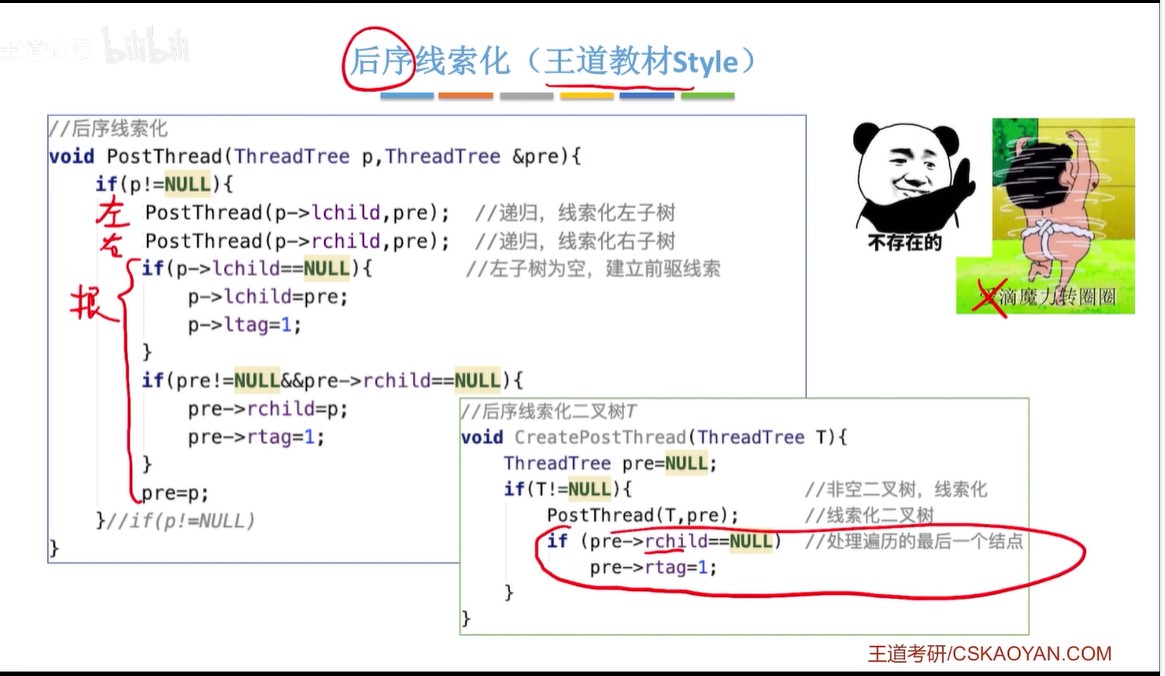 bilibili
后序线索化（王道教材Style）
//后序线索化
void PostThread(ThreadTree p,ThreadTree &pre){
if(p!=NULL){
左 PostThread(p->lchild,pre); //递归，线索化左子树
右 PostThread(p->rchild,pre); //递归，线索化右子树
if(p->lchild==NULL){ //左子树为空，建立前驱线索
根 p->lchild=pre;
p->ltag=1;
}
if(pre!=NULL&&pre->rchild==NULL){
pre->rchild=p;
pre->rtag=1;
}
pre=p;
}//if(p!=NULL)
}
//后序线索化二叉树T
void CreatePostThread(ThreadTree T){
ThreadTree pre=NULL;
if(T!=NULL){ //非空二叉树，线索化
PostThread(T,pre); //线索化二叉树
if (pre->rchild==NULL) //处理遍历的最后一个结点
pre->rtag=1;
}
}
不存在的
滴魔力转圈圈
王道考研/CSKAOYAN.COM